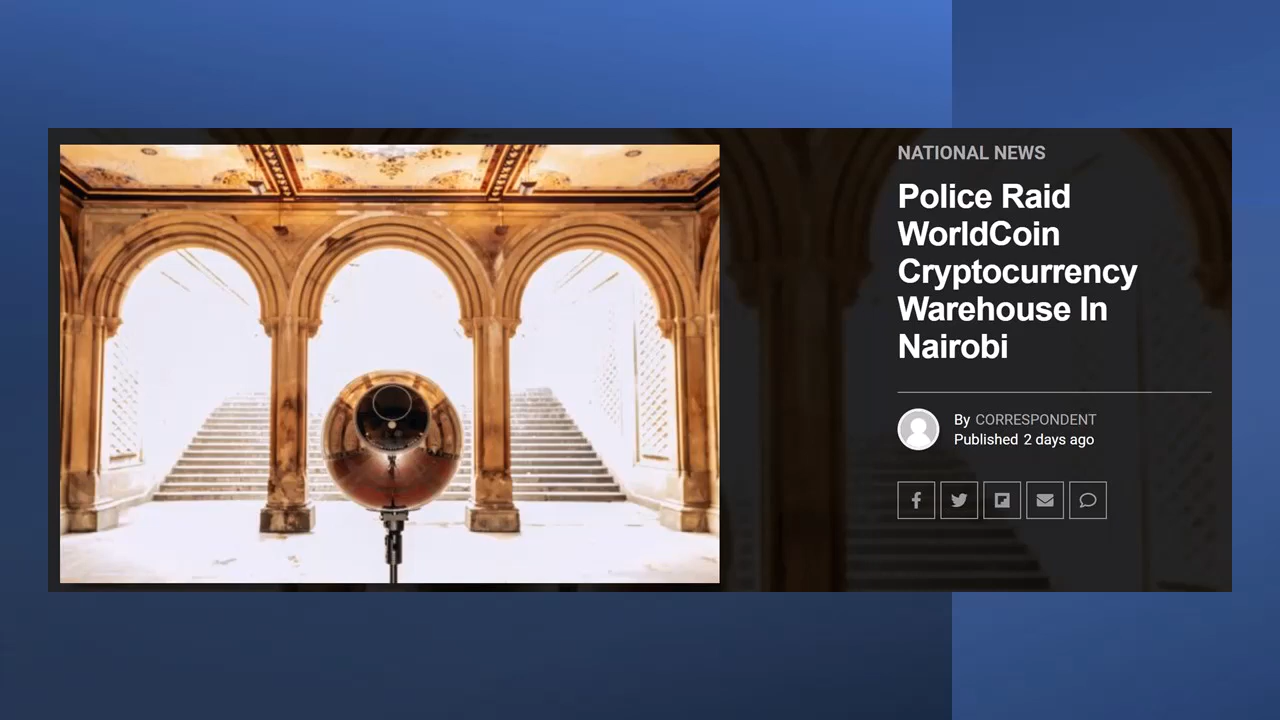 NATIONAL NEWS
Police Raid
WorldCoin
Cryptocurrency
Warehouse In
Nairobi
By CORRESPONDENT
Published 2 days ago